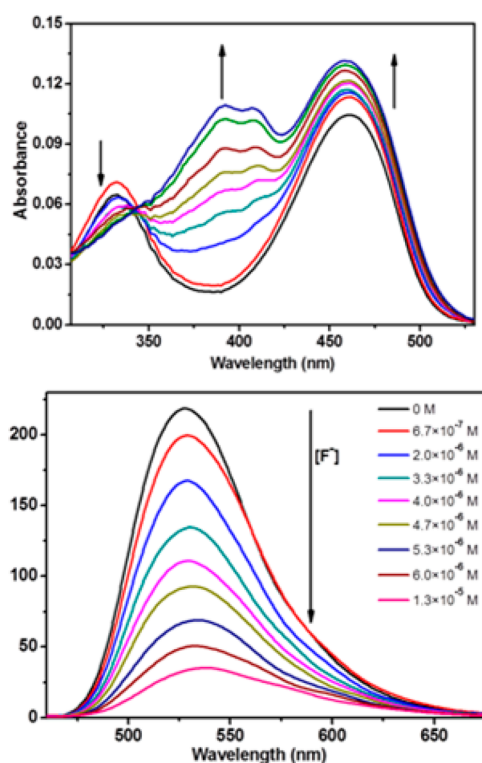 0.15
0.12
0.09
0.06
0.03
0.00
Absorbance
350 400 450 500
Wavelength (nm)
200
150
100
50
0
[F⁻]
0 M
6.7×10⁻⁷ M
2.0×10⁻⁶ M
3.3×10⁻⁶ M
4.0×10⁻⁶ M
4.7×10⁻⁶ M
5.3×10⁻⁶ M
6.0×10⁻⁶ M
1.3×10⁻⁵ M
500 550 600 650
Wavelength (nm)